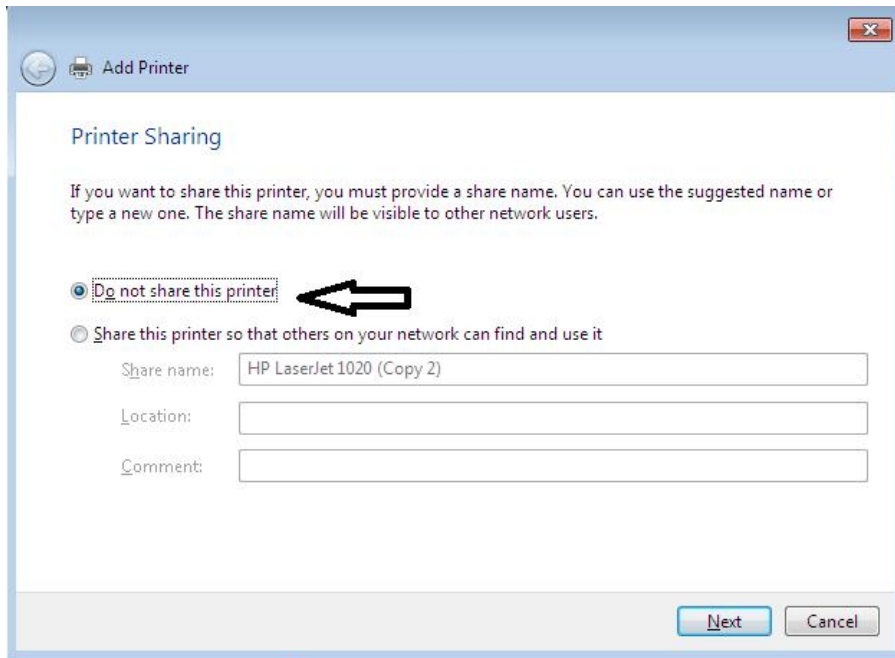 Add Printer
Printer Sharing
If you want to share this printer, you must provide a share name. You can use the suggested name or
type a new one. The share name will be visible to other network users.
Do not share this printer
Share this printer so that others on your network can find and use it
Share name: HP LaserJet 1020 (Copy 2)
Location:
Comment:
Next Cancel